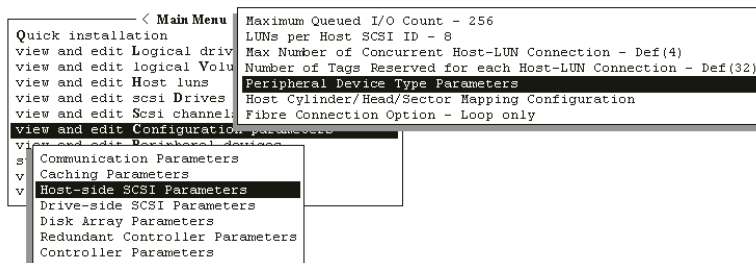 < Main Menu
Quick installation
view and edit Logical driv
view and edit logical Volu
view and edit Host luns
view and edit scsi Drives
view and edit Scsi channel
view and edit Configuration parameters
view and edit Peripheral devices
s
v
v
Maximum Queued I/O Count - 256
LUNs per Host SCSI ID - 8
Max Number of Concurrent Host-LUN Connection - Def(4)
Number of Tags Reserved for each Host-LUN Connection - Def(32)
Peripheral Device Type Parameters
Host Cylinder/Head/Sector Mapping Configuration
Fibre Connection Option - Loop only
Communication Parameters
Caching Parameters
Host-side SCSI Parameters
Drive-side SCSI Parameters
Disk Array Parameters
Redundant Controller Parameters
Controller Parameters